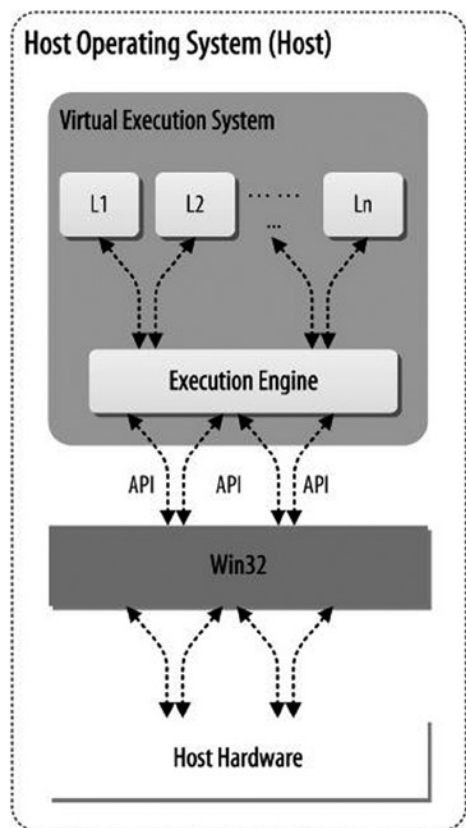 Host Operating System (Host)
Virtual Execution System
L1 L2 ... ... Ln
...
Execution Engine
API API API
Win32
Host Hardware